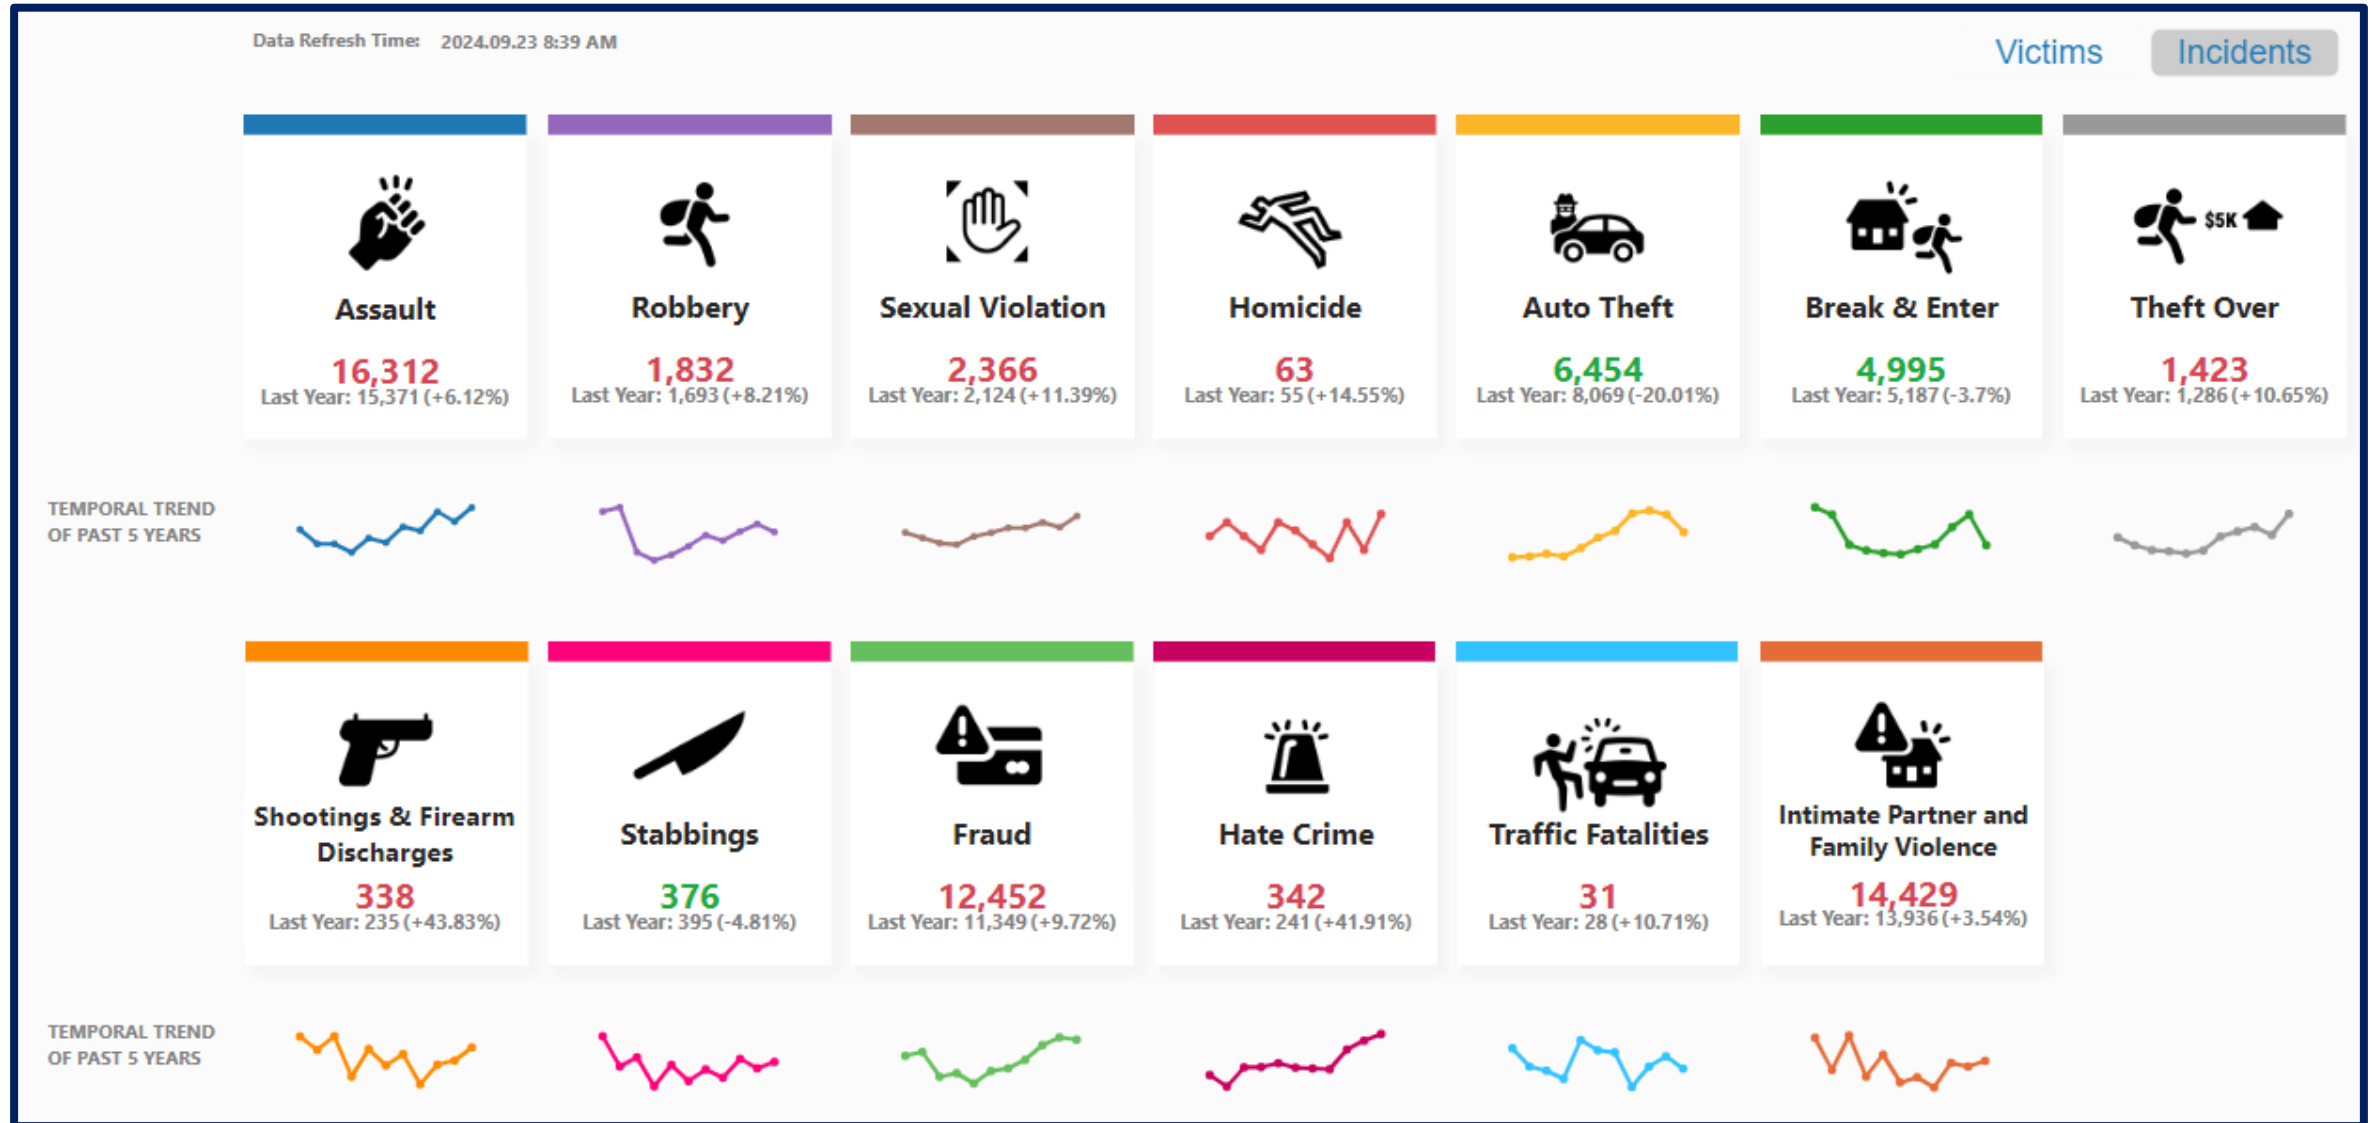 Data Refresh Time: 2024.09.23 8:39 AM
Victims
Incidents
Assault
16,312
Last Year: 15,371 (+6.12%)
Robbery
1,832
Last Year: 1,693 (+8.21%)
Sexual Violation
2,366
Last Year: 2,124 (+11.39%)
Homicide
63
Last Year: 55 (+14.55%)
Auto Theft
6,454
Last Year: 8,069 (-20.01%)
Break & Enter
4,995
Last Year: 5,187 (-3.7%)
$5K
Theft Over
1,423
Last Year: 1,286 (+10.65%)
TEMPORAL TREND
OF PAST 5 YEARS
Shootings & Firearm
Discharges
338
Last Year: 235 (+43.83%)
Stabbings
376
Last Year: 395 (-4.81%)
Fraud
12,452
Last Year: 11,349 (+9.72%)
Hate Crime
342
Last Year: 241 (+41.91%)
Traffic Fatalities
31
Last Year: 28 (+10.71%)
Intimate Partner and
Family Violence
14,429
Last Year: 13,936 (+3.54%)
TEMPORAL TREND
OF PAST 5 YEARS